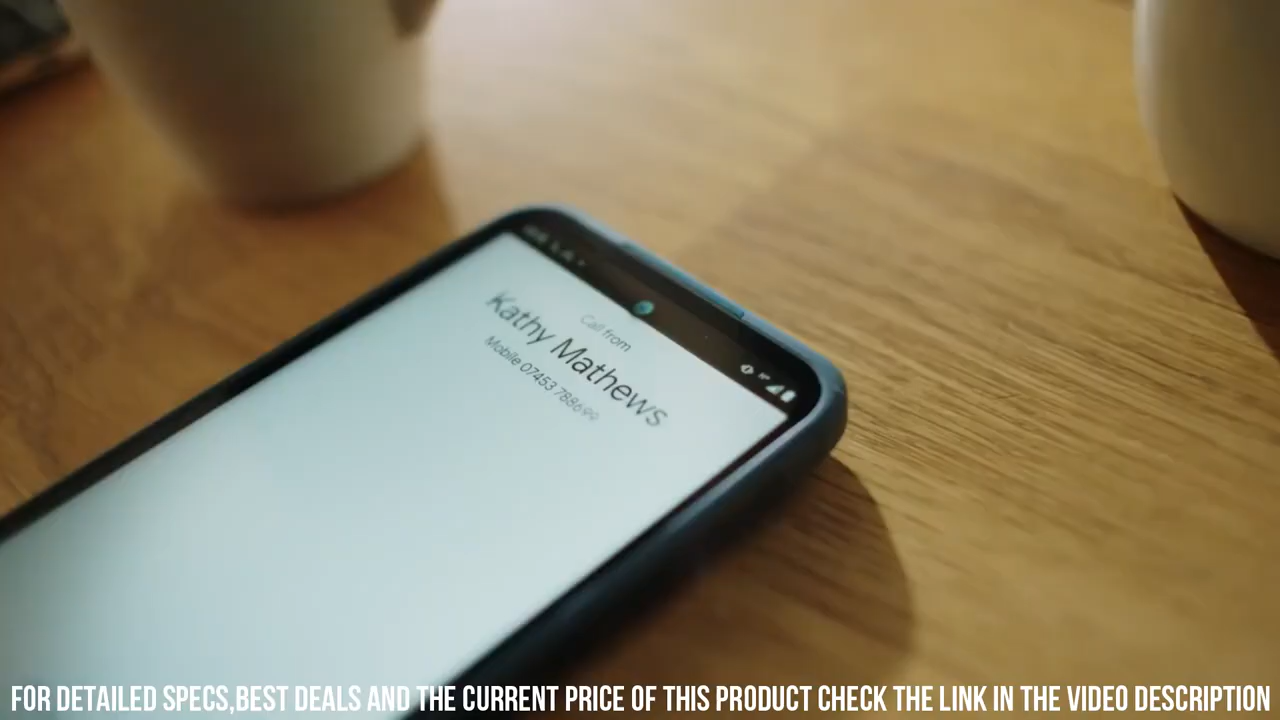 Call from
Kathy Mathews
Mobile 07453 788699
FOR DETAILED SPECS,BEST DEALS AND THE CURRENT PRICE OF THIS PRODUCT CHECK THE LINK IN THE VIDEO DESCRIPTION